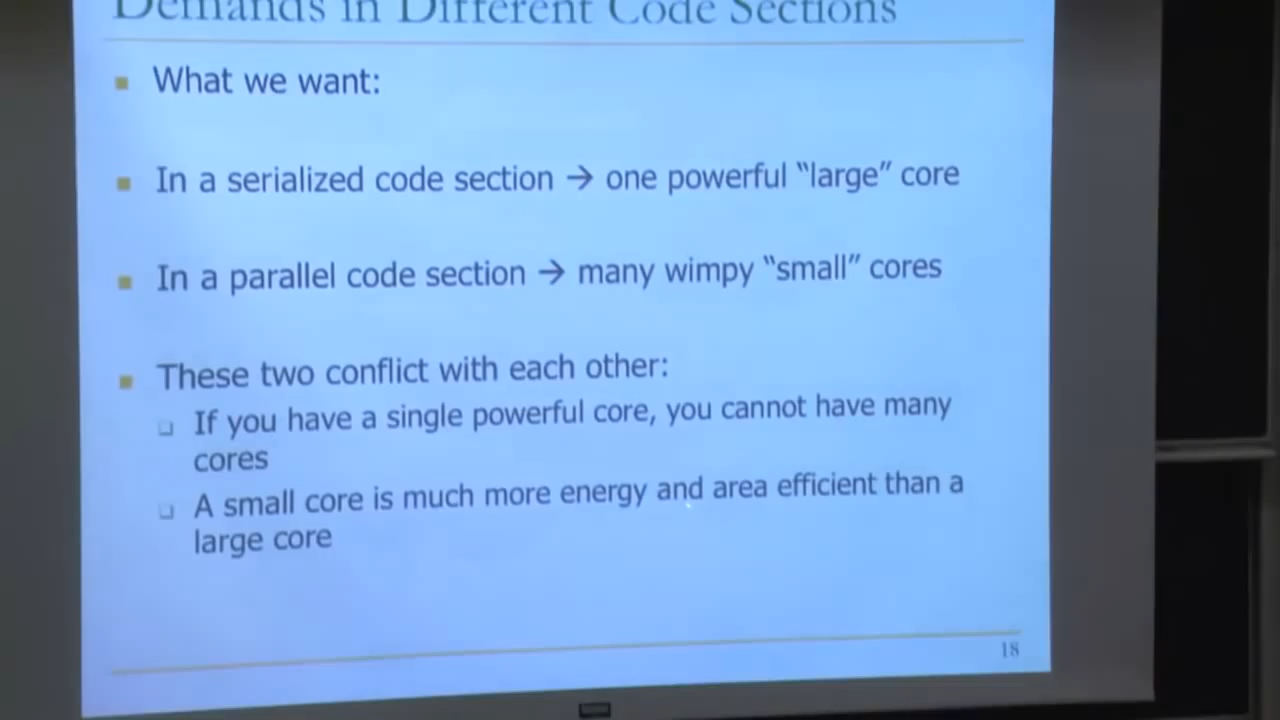 Demands in Different Code Sections
What we want:
In a serialized code section → one powerful “large” core
In a parallel code section → many wimpy “small” cores
These two conflict with each other:
If you have a single powerful core, you cannot have many
cores
A small core is much more energy and area efficient than a
large core
18